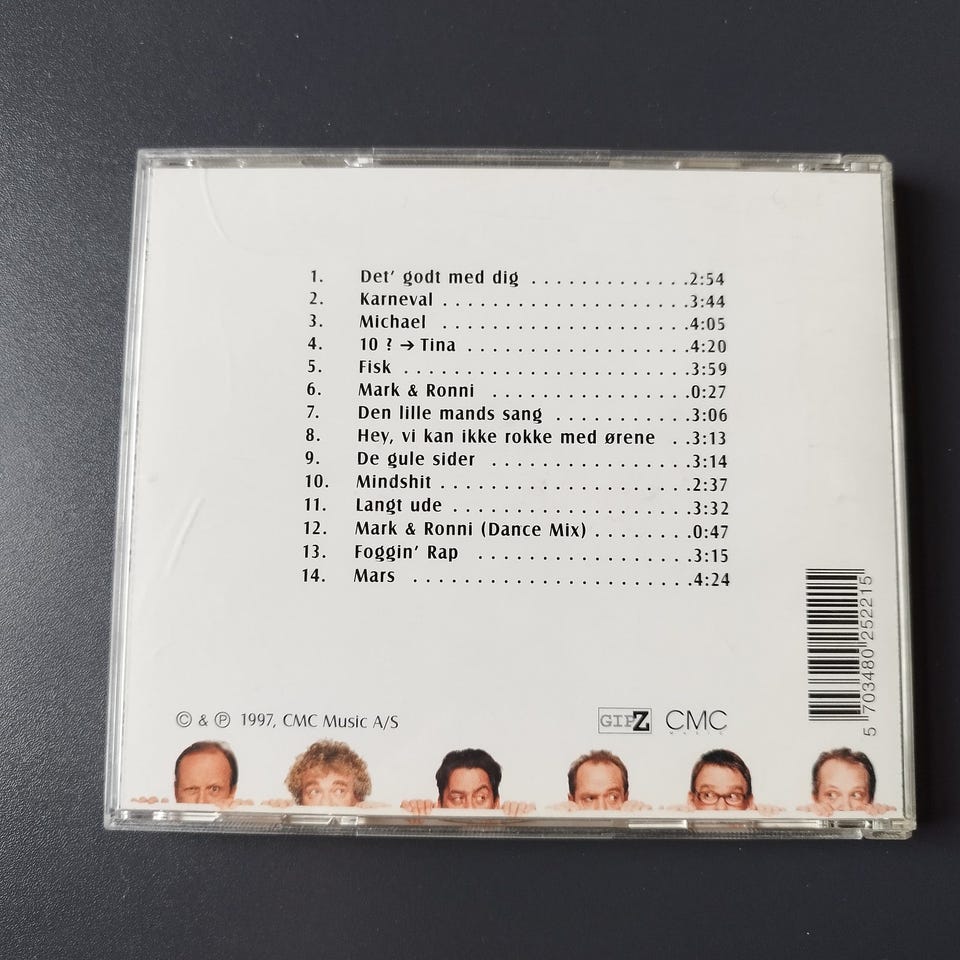 1. Det' godt med dig . . . . . . . . . . . . .2:54
2. Karneval . . . . . . . . . . . . . . . . . . . .3:44
3. Michael . . . . . . . . . . . . . . . . . . . .4:05
4. 10 ? → Tina . . . . . . . . . . . . . . . . . .4:20
5. Fisk . . . . . . . . . . . . . . . . . . . . . . .3:59
6. Mark & Ronni . . . . . . . . . . . . . . . .0:27
7. Den lille mands sang . . . . . . . . . . .3:06
8. Hey, vi kan ikke rokke med ørene . .3:13
9. De gule sider . . . . . . . . . . . . . . . .3:14
10. Mindshit . . . . . . . . . . . . . . . . . . . .2:37
11. Langt ude . . . . . . . . . . . . . . . . . . .3:32
12. Mark & Ronni (Dance Mix) . . . . . . . .0:47
13. Foggin' Rap . . . . . . . . . . . . . . . . .3:15
14. Mars . . . . . . . . . . . . . . . . . . . . . .4:24
5 703480 252215
© & ℗ 1997, CMC Music A/S
GIPZ CMC